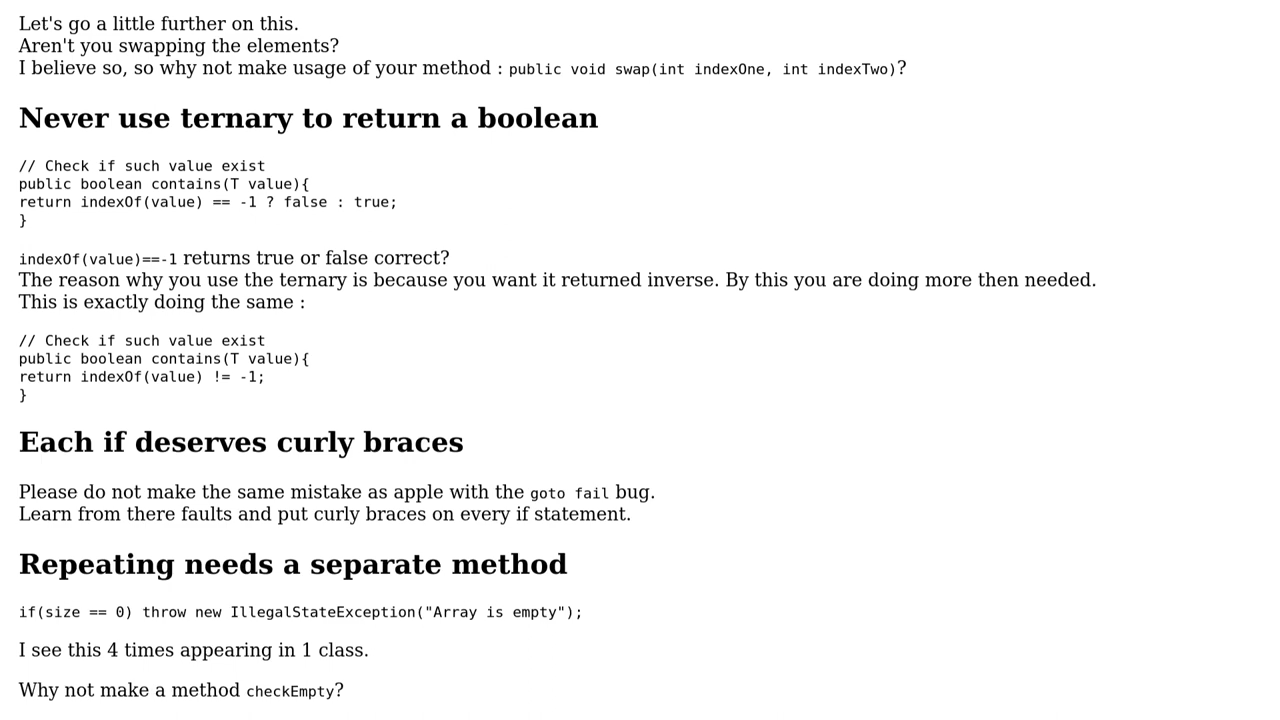 Let's go a little further on this.
Aren't you swapping the elements?
I believe so, so why not make usage of your method : public void swap(int indexOne, int indexTwo)?
Never use ternary to return a boolean
// Check if such value exist
public boolean contains(T value){
return indexOf(value) == -1 ? false : true;
}
indexOf(value)==-1 returns true or false correct?
The reason why you use the ternary is because you want it returned inverse. By this you are doing more then needed.
This is exactly doing the same :
// Check if such value exist
public boolean contains(T value){
return indexOf(value) != -1;
}
Each if deserves curly braces
Please do not make the same mistake as apple with the goto fail bug.
Learn from there faults and put curly braces on every if statement.
Repeating needs a separate method
if(size == 0) throw new IllegalStateException("Array is empty");
I see this 4 times appearing in 1 class.
Why not make a method checkEmpty?